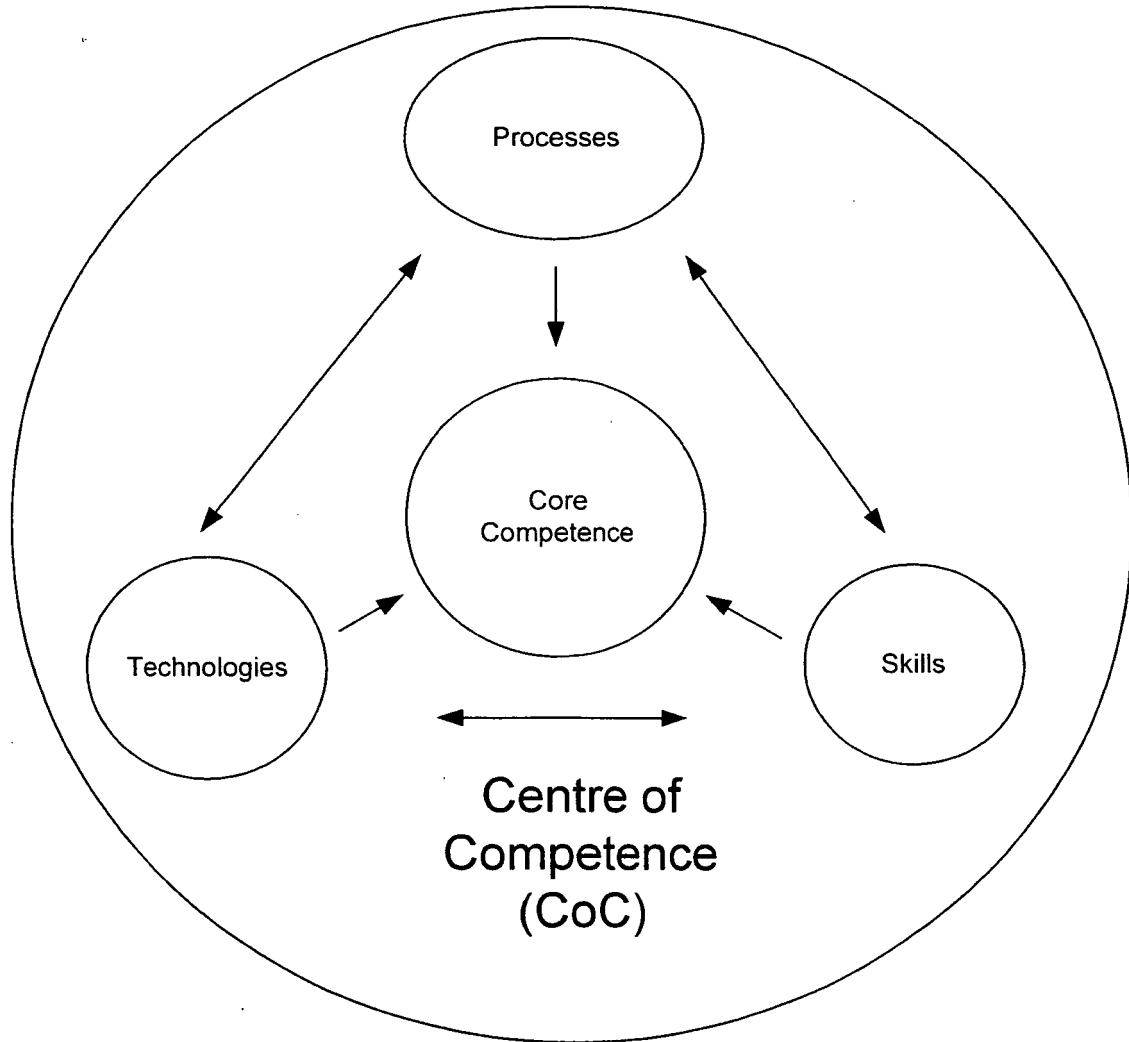 Processes
Core
Competence
Technologies
Skills
Centre of
Competence
(CoC)